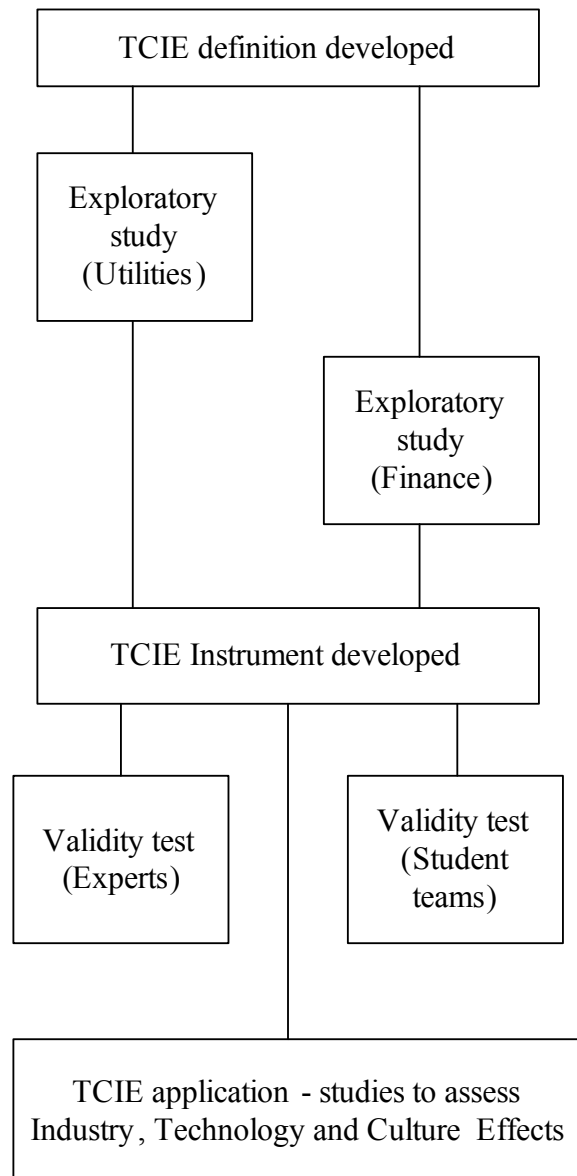 TCIE definition developed
Exploratory
study
(Utilities)
Exploratory
study
(Finance)
TCIE Instrument developed
Validity test
(Experts)
Validity test
(Student
teams)
TCIE application - studies to assess
Industry, Technology and Culture Effects